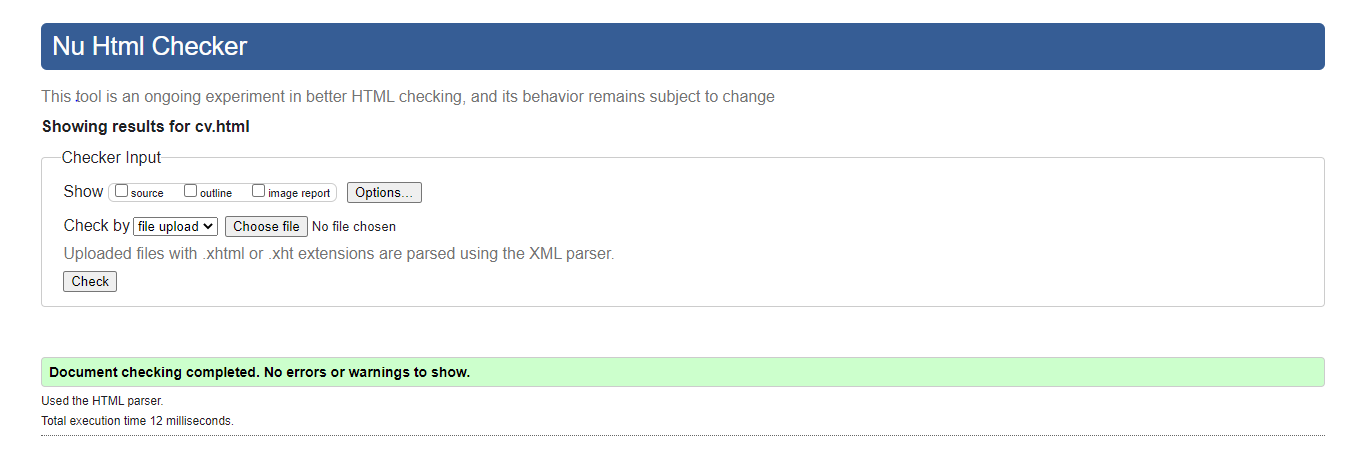 Nu Html Checker
This tool is an ongoing experiment in better HTML checking, and its behavior remains subject to change
Showing results for cv.html
Checker Input
Show source outline image report Options...
Check by file upload Choose file No file chosen
Uploaded files with .xhtml or .xht extensions are parsed using the XML parser.
Check
Document checking completed. No errors or warnings to show.
Used the HTML parser.
Total execution time 12 milliseconds.